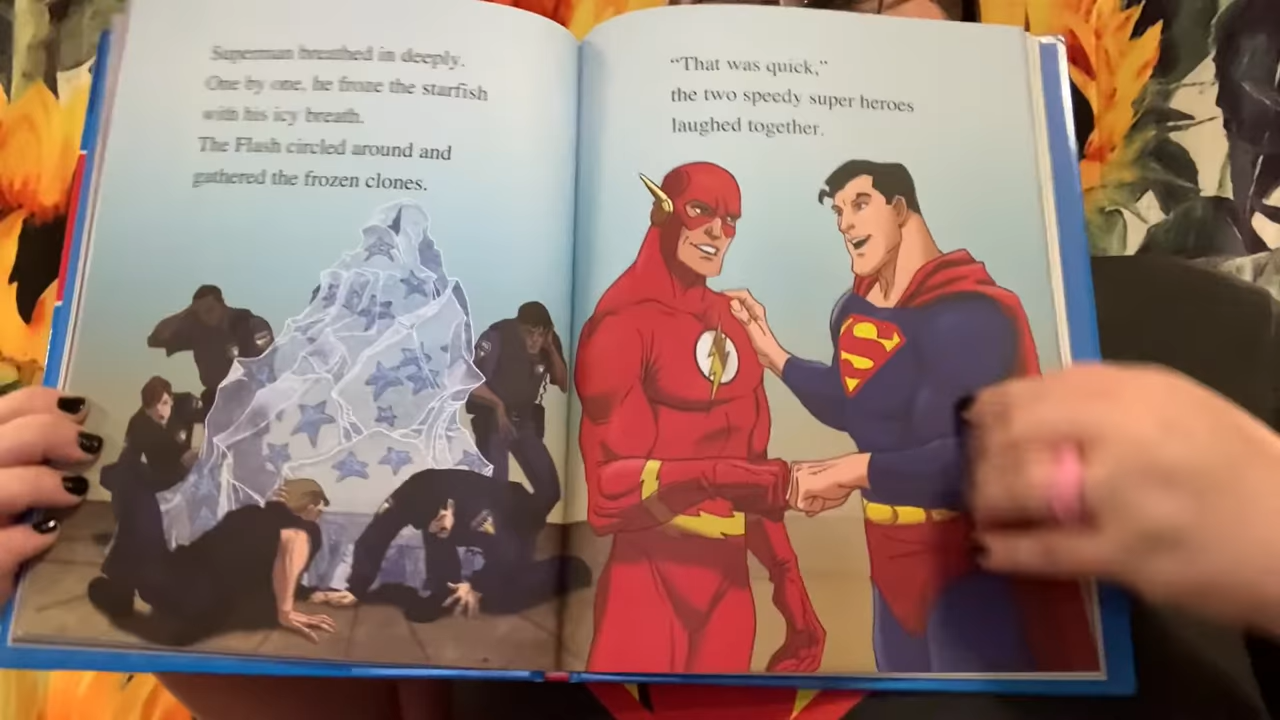 Superman breathed in deeply.
One by one, he froze the starfish
with his icy breath.
The Flash circled around and
gathered the frozen clones.
“That was quick,”
the two speedy super heroes
laughed together.
S